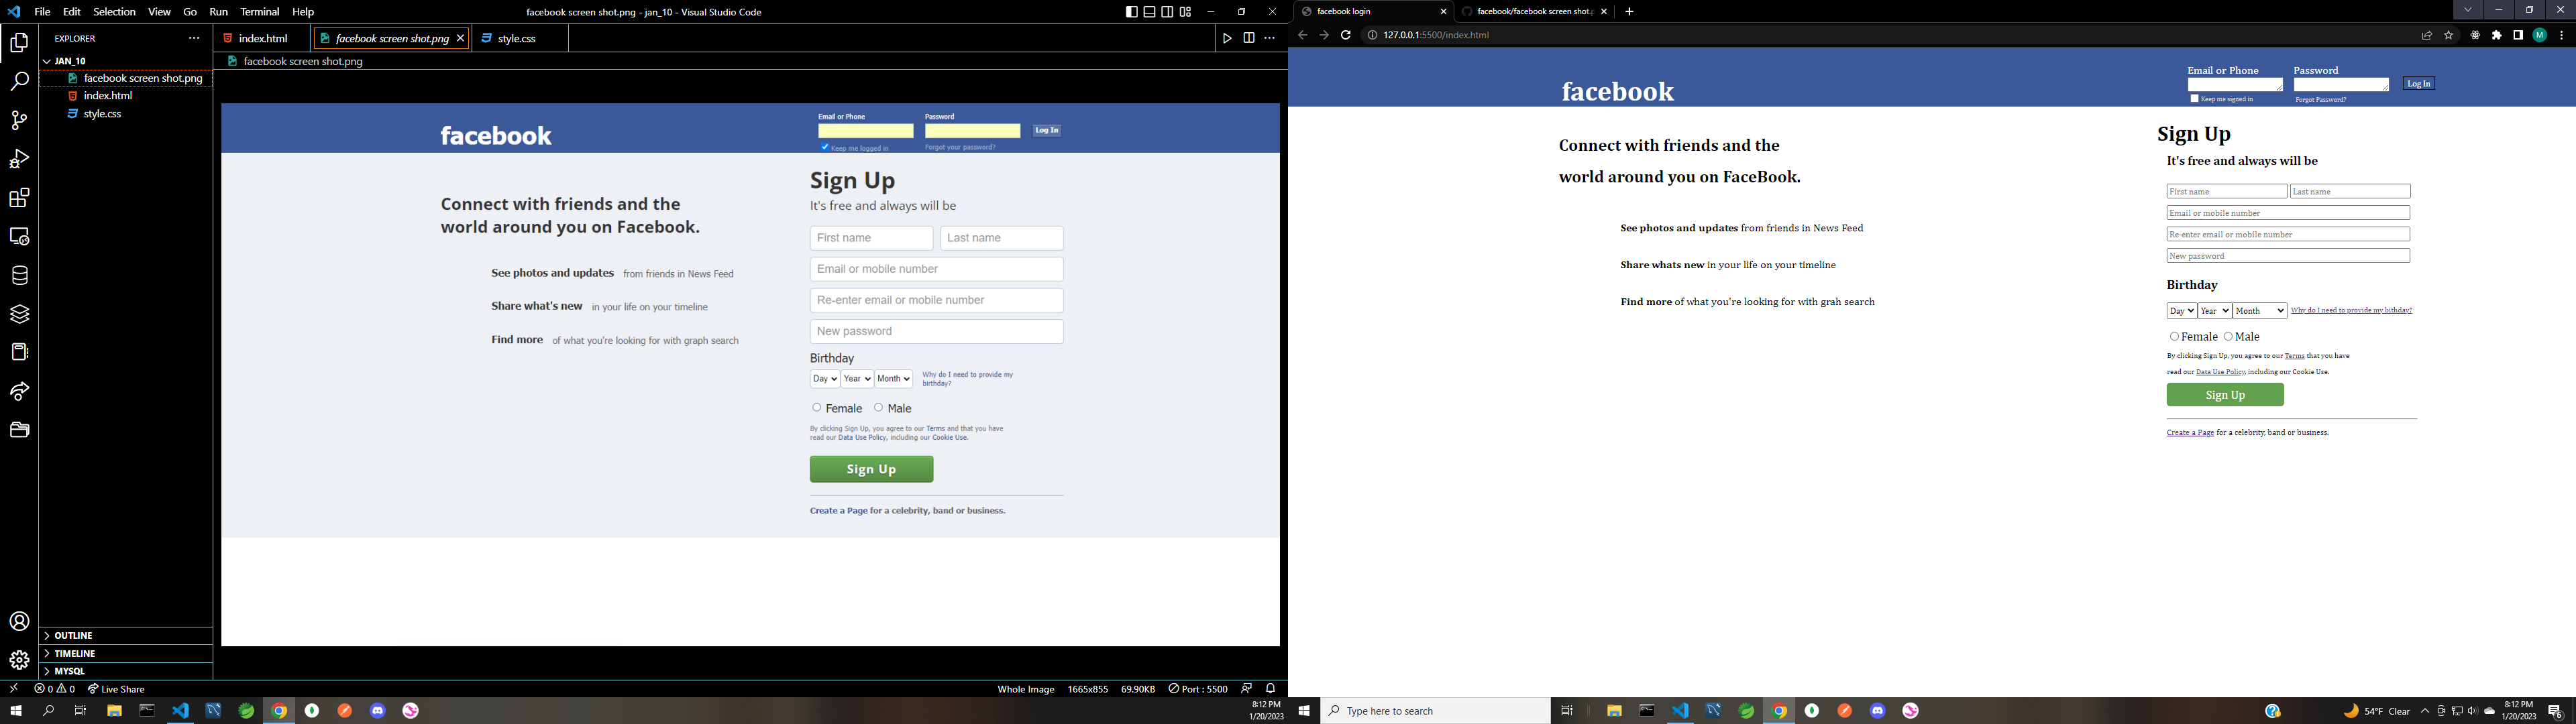 File Edit Selection View Go Run Terminal Help
facebook screen shot.png - jan_10 - Visual Studio Code
EXPLORER
JAN_10
facebook screen shot.png
index.html
style.css
OUTLINE
TIMELINE
MYSQL
index.html
facebook screen shot.png
style.css
facebook screen shot.png
facebook
Email or Phone
Password
Log In
Keep me logged in
Forgot your password?
Connect with friends and the
world around you on Facebook.
See photos and updates from friends in News Feed
Share what's new in your life on your timeline
Find more of what you're looking for with graph search
Sign Up
It's free and always will be
First name
Last name
Email or mobile number
Re-enter email or mobile number
New password
Birthday
Day Year Month
Why do I need to provide my
birthday?
Female Male
By clicking Sign Up, you agree to our Terms and that you have
read our Data Use Policy, including our Cookie Use.
Sign Up
Create a Page for a celebrity, band or business.
0 0 Live Share
Whole Image 1665x855 69.90KB Port : 5500
8:12 PM
1/20/2023
facebook login
facebook/facebook screen shot.p
127.0.0.1:5500/index.html
M
facebook
Email or Phone
Password
Log In
Keep me signed in
Forgot Password?
Connect with friends and the
world around you on FaceBook.
See photos and updates from friends in News Feed
Share whats new in your life on your timeline
Find more of what you're looking for with grah search
Sign Up
It's free and always will be
First name
Last name
Email or mobile number
Re-enter email or mobile number
New password
Birthday
Day Year Month Why do I need to provide my bithday?
Female Male
By clicking Sign Up, you agree to our Terms that you have
read our Data Use Policy, including our Cookie Use.
Sign Up
Create a Page for a celebrity, band or business.
Type here to search
54°F Clear
8:12 PM
1/20/2023